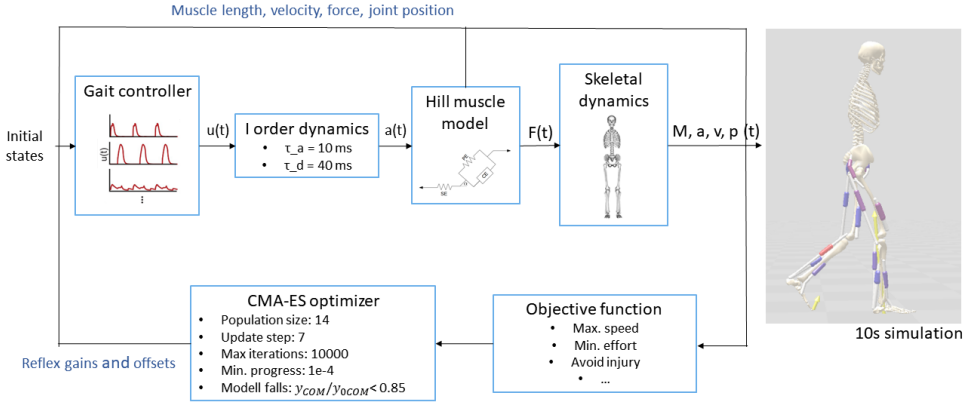 Muscle length, velocity, force, joint position
Gait controller
u(t)
⋮
Initial
states
u(t)
I order dynamics
• τ_a = 10 ms
• τ_d = 40 ms
a(t)
Hill muscle
model
PE
CE
SE
F(t)
Skeletal
dynamics
M, a, v, p (t)
10s simulation
CMA-ES optimizer
• Population size: 14
• Update step: 7
• Max iterations: 10000
• Min. progress: 1e-4
• Modell falls: y_COM/y_0COM < 0.85
Objective function
• Max. speed
• Min. effort
• Avoid injury
• ...
Reflex gains and offsets